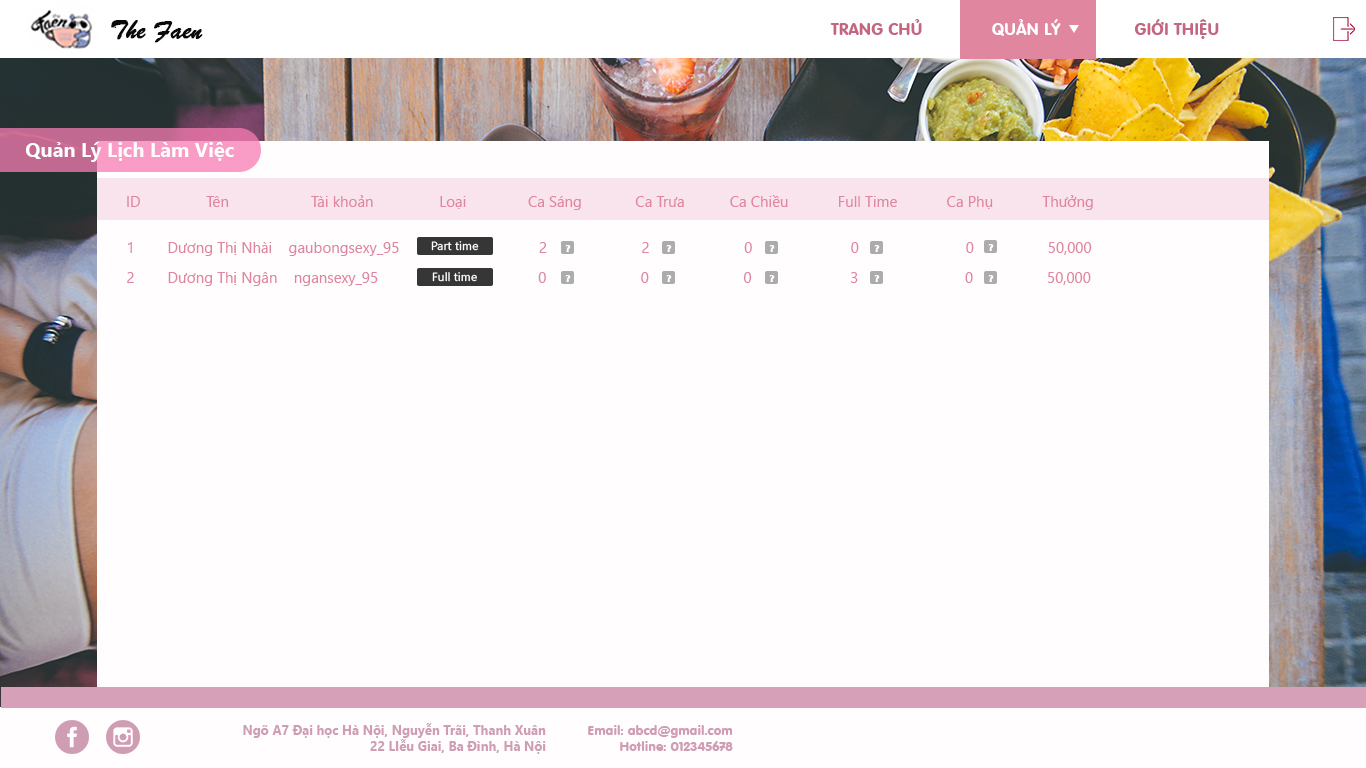 Faen The Faen TRANG CHỦ QUẢN LÝ GIỚI THIỆU
Quản Lý Lịch Làm Việc
ID Tên Tài khoản Loại Ca Sáng Ca Trưa Ca Chiều Full Time Ca Phụ Thưởng
1 Dương Thị Nhài gaubongsexy_95 Part time 2 ? 2 ? 0 ? 0 ? 0 ? 50,000
2 Dương Thị Ngân ngansexy_95 Full time 0 ? 0 ? 0 ? 3 ? 0 ? 50,000
Ngõ A7 Đại học Hà Nội, Nguyễn Trãi, Thanh Xuân
22 Llễu Giai, Ba Đình, Hà Nội
Email: abcd@gmail.com
Hotline: 012345678